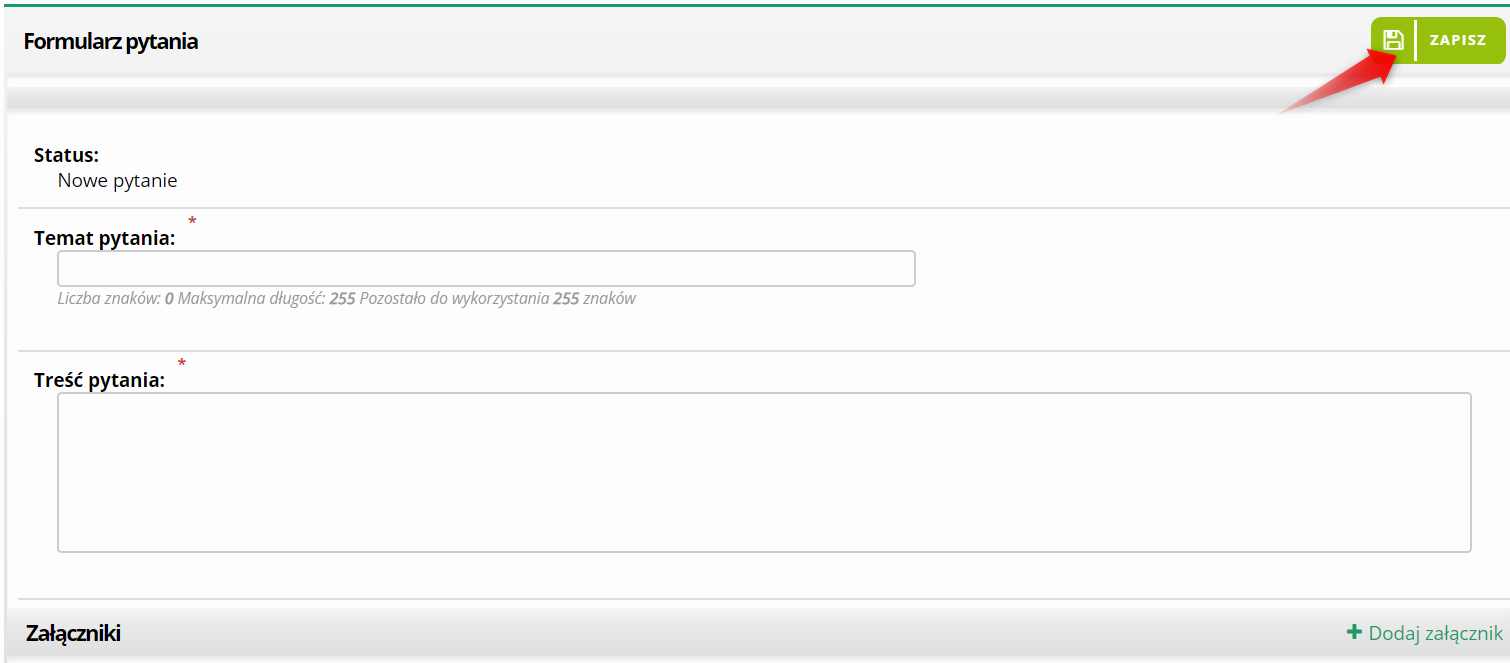 Formularz pytania
ZAPISZ
Status:
Nowe pytanie
Temat pytania: *
Liczba znaków: 0 Maksymalna długość: 255 Pozostało do wykorzystania 255 znaków
Treść pytania: *
Załączniki
+ Dodaj załącznik